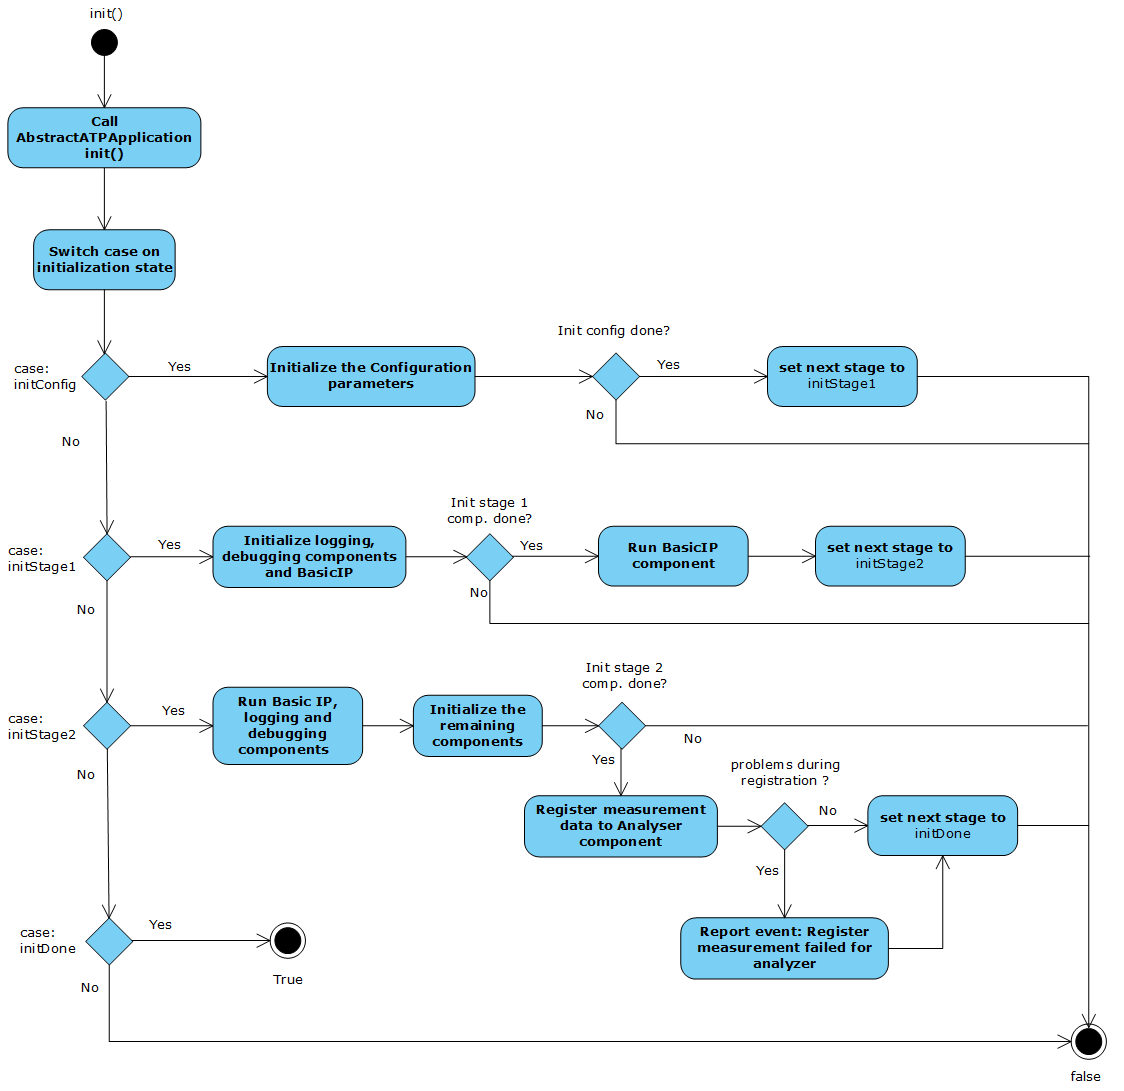 init()
Call
AbstractATPApplication
init()
Switch case on
initialization state
case:
initConfig
Yes
Initialize the Configuration
parameters
Init config done?
Yes
set next stage to
initStage1
No
No
case:
initStage1
Yes
Initialize logging,
debugging components
and BasicIP
Init stage 1
comp. done?
Yes
Run BasicIP
component
set next stage to
initStage2
No
No
case:
initStage2
Yes
Run Basic IP,
logging and
debugging
components
Initialize the
remaining
components
Init stage 2
comp. done?
No
Yes
Register measurement
data to Analyser
component
problems during
registration ?
No
set next stage to
initDone
Yes
Report event: Register
measurement failed for
analyzer
No
case:
initDone
Yes
True
No
false